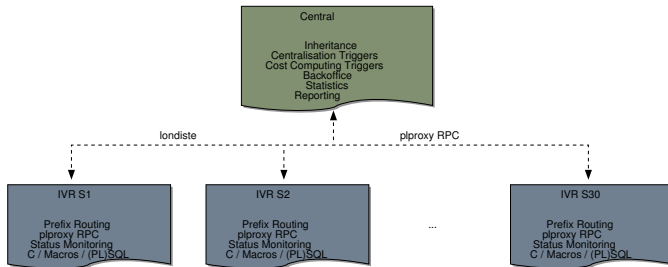 Central
Inheritance
Centralisation Triggers
Cost Computing Triggers
Backoffice
Statistics
Reporting
londiste
plproxy RPC
IVR S1
Prefix Routing
plproxy RPC
Status Monitoring
C / Macros / (PL)SQL
IVR S2
Prefix Routing
plproxy RPC
Status Monitoring
C / Macros / (PL)SQL
...
IVR S30
Prefix Routing
plproxy RPC
Status Monitoring
C / Macros / (PL)SQL